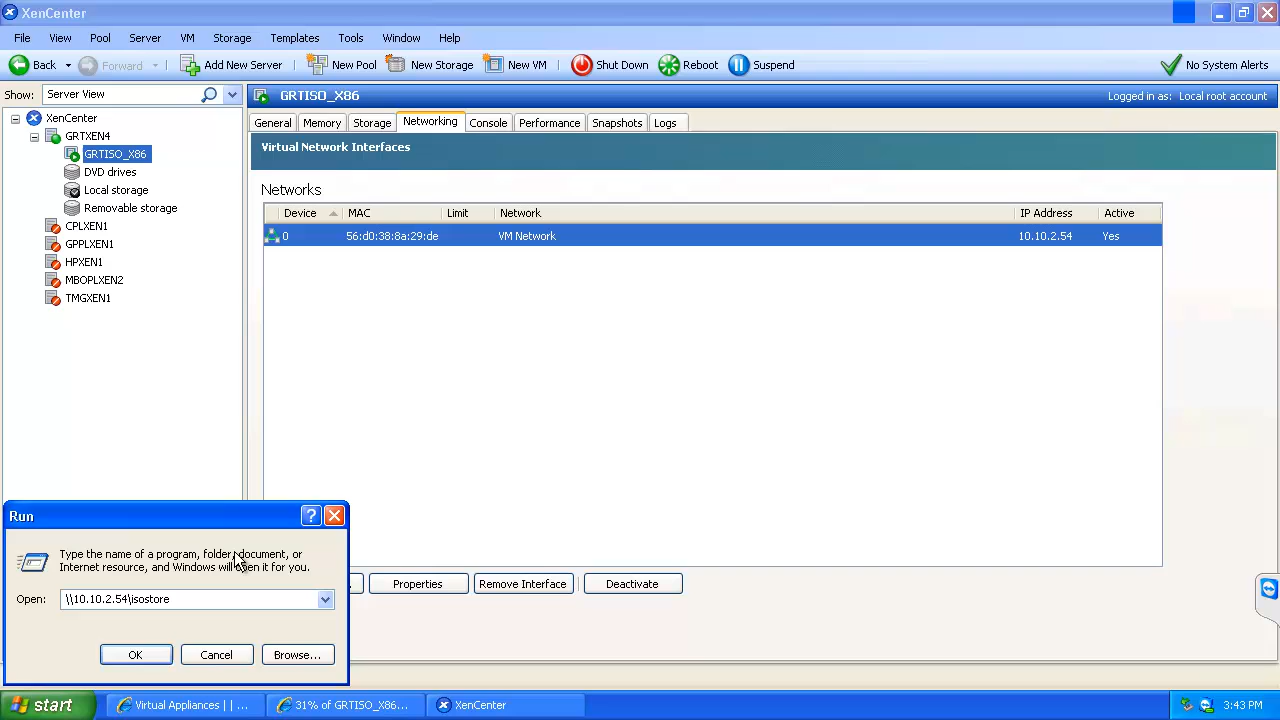 XenCenter
File View Pool Server VM Storage Templates Tools Window Help
Back Forward Add New Server New Pool New Storage New VM Shut Down Reboot Suspend No System Alerts
Show: Server View
GRTISO_X86 Logged in as: Local root account
XenCenter
GRTXEN4
GRTISO_X86
DVD drives
Local storage
Removable storage
CPLXEN1
GPPLXEN1
HPXEN1
MBOPLXEN2
TMGXEN1
General Memory Storage Networking Console Performance Snapshots Logs
Virtual Network Interfaces
Networks
Device MAC Limit Network IP Address Active
0 56:d0:38:8a:29:de VM Network 10.10.2.54 Yes
Properties Remove Interface Deactivate
Run
Type the name of a program, folder, document, or
Internet resource, and Windows will open it for you.
Open: \\10.10.2.54\isostore
OK Cancel Browse...
start Virtual Appliances | | ... 31% of GRTISO_X86... XenCenter 3:43 PM